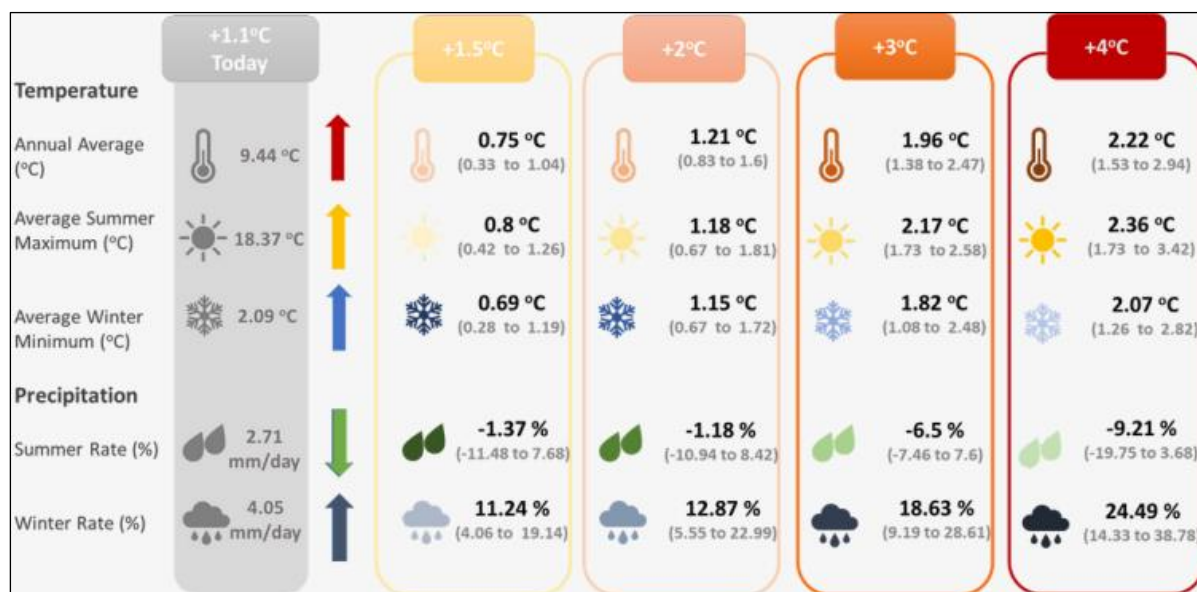 +1.1°C
Today
+1.5°C
+2°C
+3°C
+4°C
Temperature
Annual Average
(°C)
9.44 °C
0.75 °C
(0.33 to 1.04)
1.21 °C
(0.83 to 1.6)
1.96 °C
(1.38 to 2.47)
2.22 °C
(1.53 to 2.94)
Average Summer
Maximum (°C)
18.37 °C
0.8 °C
(0.42 to 1.26)
1.18 °C
(0.67 to 1.81)
2.17 °C
(1.73 to 2.58)
2.36 °C
(1.73 to 3.42)
Average Winter
Minimum (°C)
2.09 °C
0.69 °C
(0.28 to 1.19)
1.15 °C
(0.67 to 1.72)
1.82 °C
(1.08 to 2.48)
2.07 °C
(1.26 to 2.82)
Precipitation
Summer Rate (%)
2.71
mm/day
-1.37 %
(-11.48 to 7.68)
-1.18 %
(-10.94 to 8.42)
-6.5 %
(-7.46 to 7.6)
-9.21 %
(-19.75 to 3.68)
Winter Rate (%)
4.05
mm/day
11.24 %
(4.06 to 19.14)
12.87 %
(5.55 to 22.99)
18.63 %
(9.19 to 28.61)
24.49 %
(14.33 to 38.78)